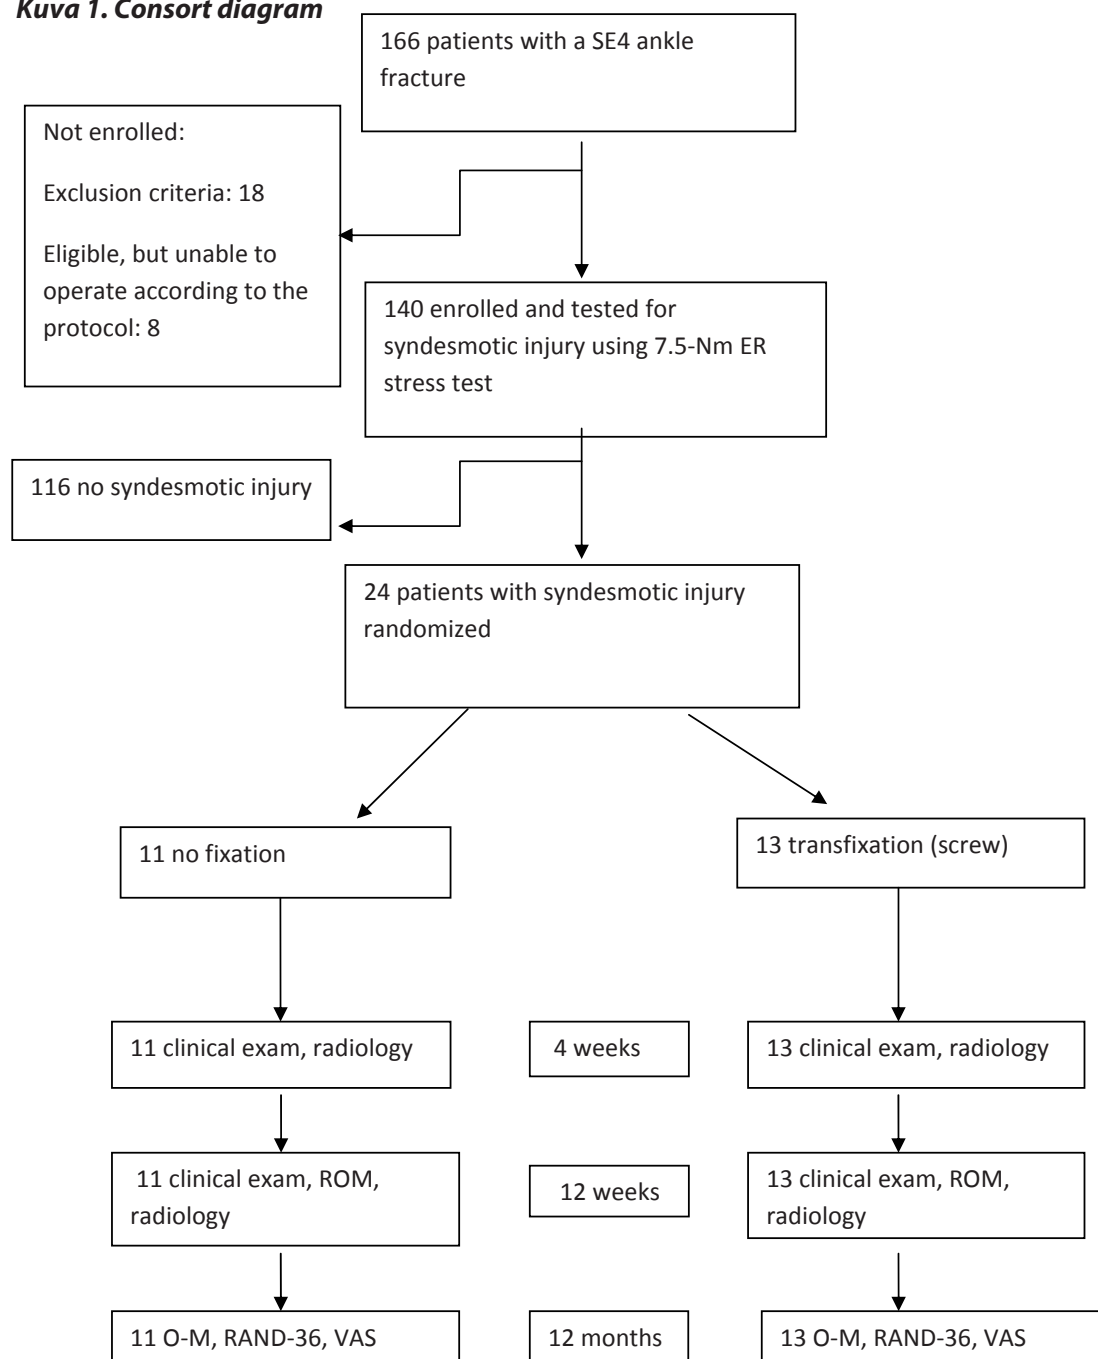 Kuva 1. Consort diagram
166 patients with a SE4 ankle
fracture
Not enrolled:
Exclusion criteria: 18
Eligible, but unable to
operate according to the
protocol: 8
140 enrolled and tested for
syndesmotic injury using 7.5-Nm ER
stress test
116 no syndesmotic injury
24 patients with syndesmotic injury
randomized
11 no fixation
13 transfixation (screw)
11 clinical exam, radiology
4 weeks
13 clinical exam, radiology
11 clinical exam, ROM,
radiology
12 weeks
13 clinical exam, ROM,
radiology
11 O-M, RAND-36, VAS
12 months
13 O-M, RAND-36, VAS